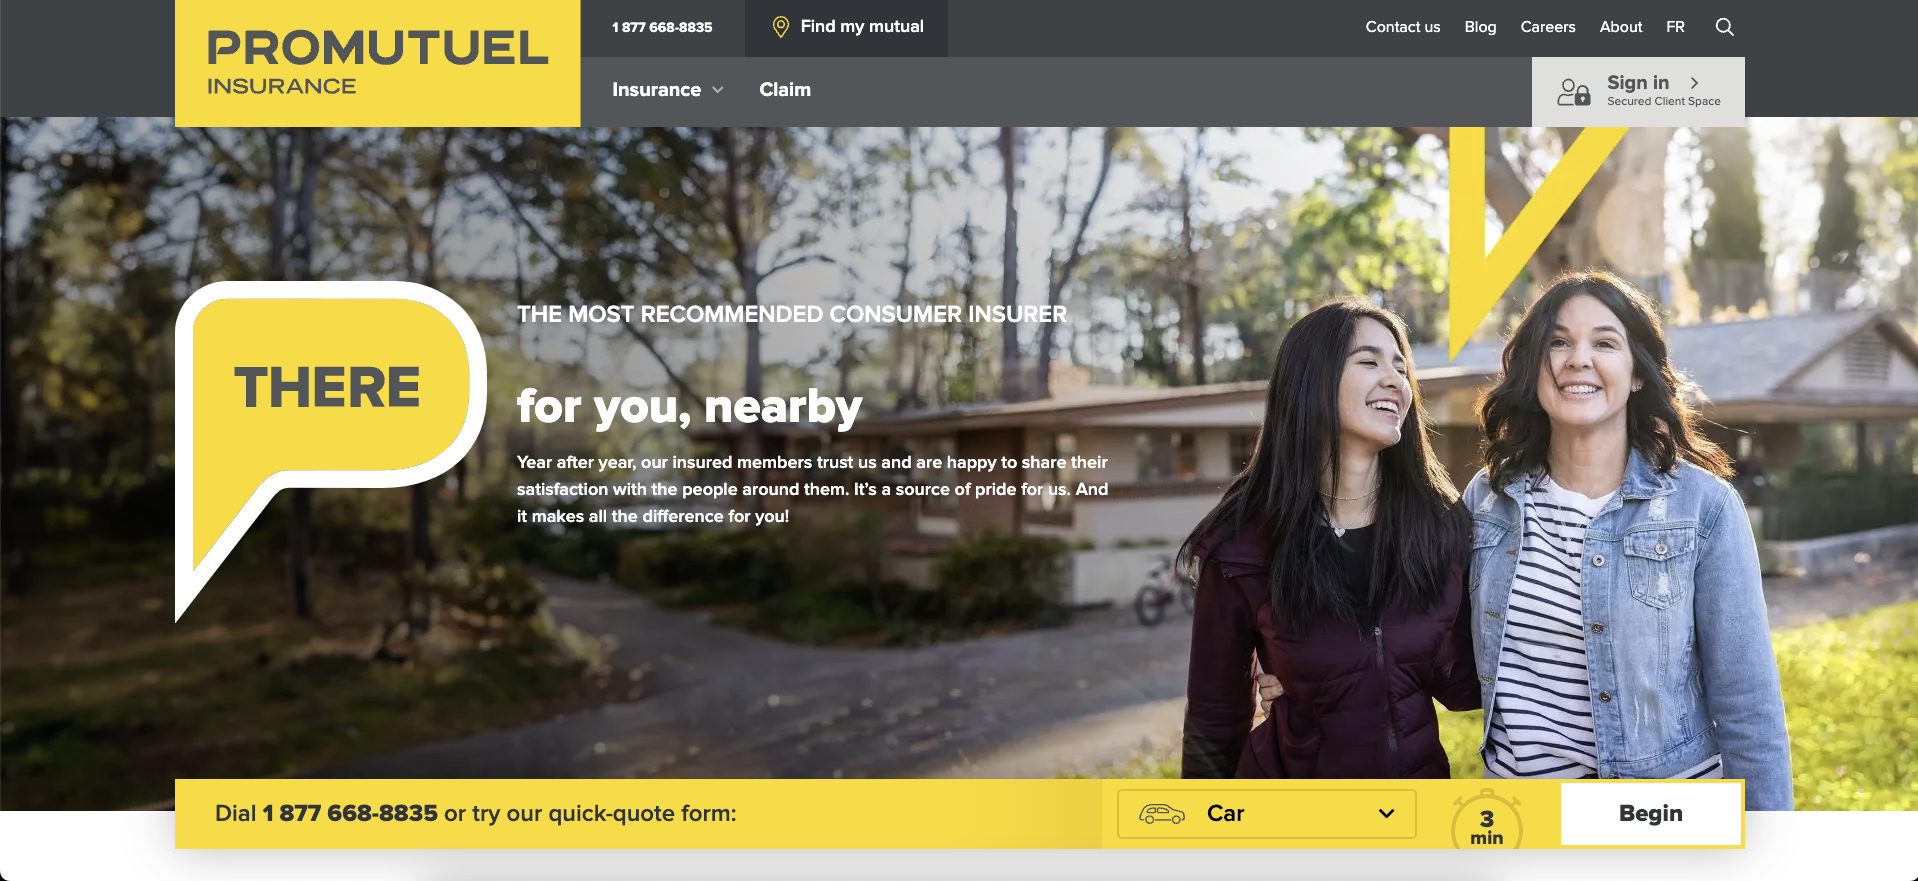 PROMUTUEL
INSURANCE
1 877 668-8835
Find my mutual
Contact us
Blog
Careers
About
FR
Insurance
Claim
Sign in
Secured Client Space
THERE
THE MOST RECOMMENDED CONSUMER INSURER
for you, nearby
Year after year, our insured members trust us and are happy to share their
satisfaction with the people around them. It's a source of pride for us. And
it makes all the difference for you!
Dial 1 877 668-8835 or try our quick-quote form:
Car
3
min
Begin